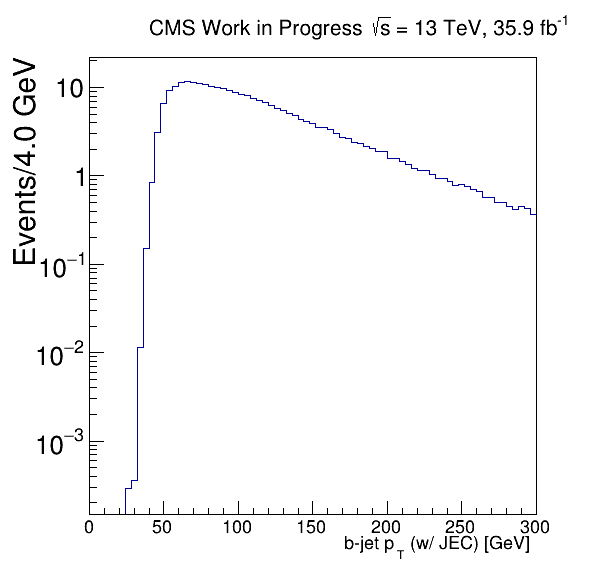 CMS Work in Progress √s = 13 TeV, 35.9 fb⁻¹
Events/4.0 GeV
10
1
10⁻¹
10⁻²
10⁻³
0 50 100 150 200 250 300
b-jet p_T (w/ JEC) [GeV]